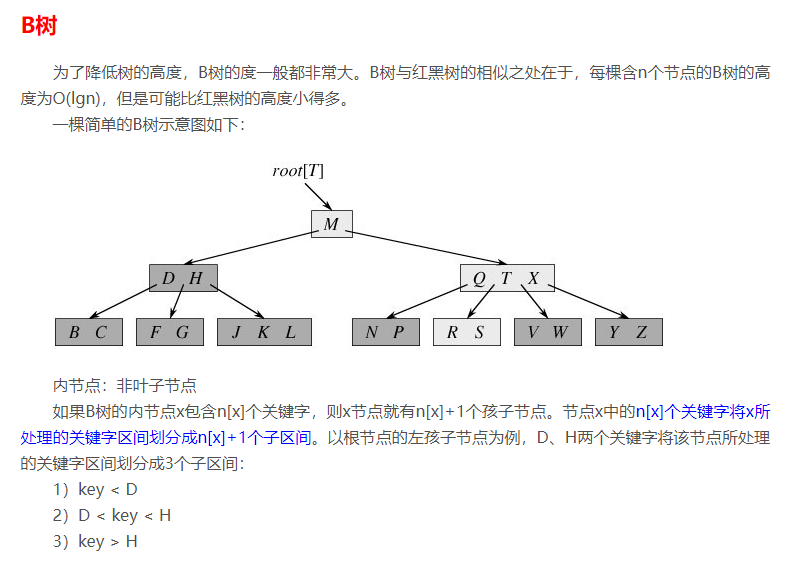 B树
为了降低树的高度，B树的度一般都非常大。B树与红黑树的相似之处在于，每棵含n个节点的B树的高
度为O(lgn)，但是可能比红黑树的高度小得多。
一棵简单的B树示意图如下：
root[T]
M
D H
Q T X
B C
F G
J K L
N P
R S
V W
Y Z
内节点：非叶子节点
如果B树的内节点x包含n[x]个关键字，则x节点就有n[x]+1个孩子节点。节点x中的n[x]个关键字将x所
处理的关键字区间划分成n[x]+1个子区间。以根节点的左孩子节点为例，D、H两个关键字将该节点所处理
的关键字区间划分成3个子区间：
1）key < D
2）D < key < H
3）key > H